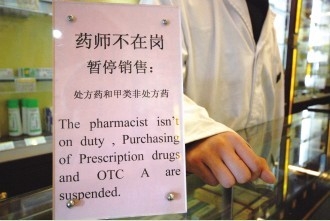 药师不在岗
暂停销售：
处方药和甲类非处方药
The pharmacist isn't
on duty , Purchasing
of Prescription drugs
and OTC A are
suspended.